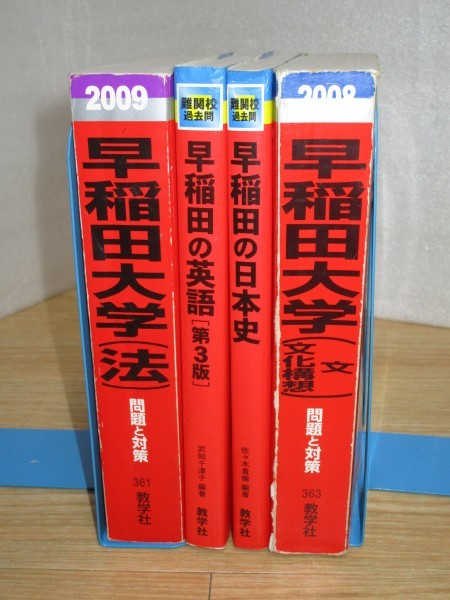 2009
早稲田大学(法)
問題と対策
361
教学社
難関校
過去問
早稲田の英語[第3版]
武知千津子 編著
教学社
難関校
過去問
早稲田の日本史
佐々木貴倫 編著
教学社
2008
早稲田大学(文
文化構想)
問題と対策
363
教学社